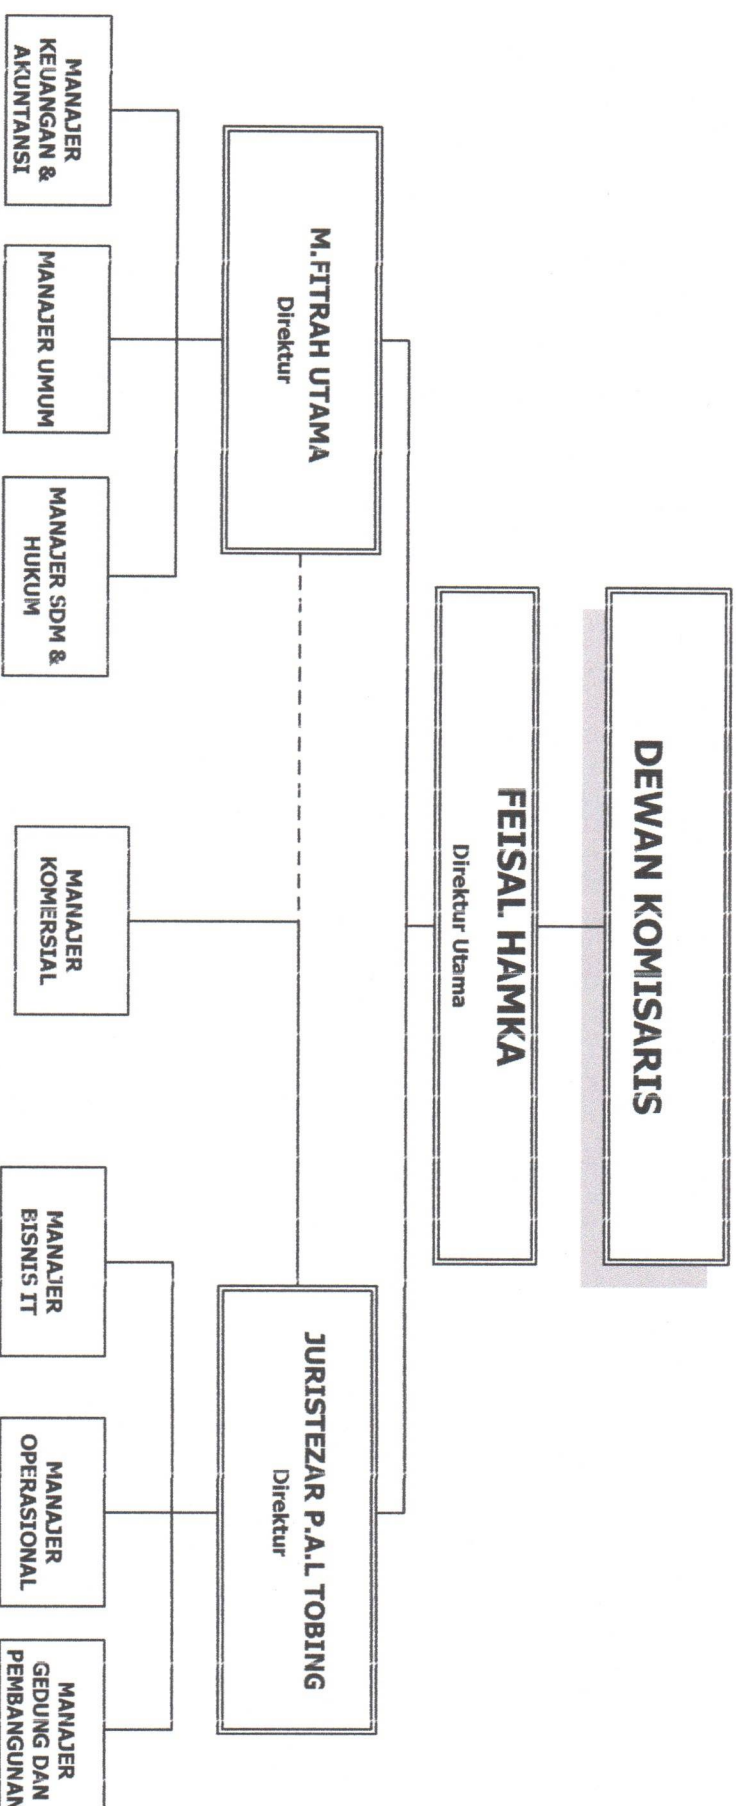 DEWAN KOMISARIS
FEISAL HAMKA
Direktur Utama
M.FITRAH UTAMA
Direktur
JURISTEZAR P.A.L TOBING
Direktur
MANAJER
KEUANGAN &
AKUNTANSI
MANAJER UMUM
MANAJER SDM &
HUKUM
MANAJER
KOMERSIAL
MANAJER
BISNIS IT
MANAJER
OPERASIONAL
MANAJER
GEDUNG DAN
PEMBANGUNAN